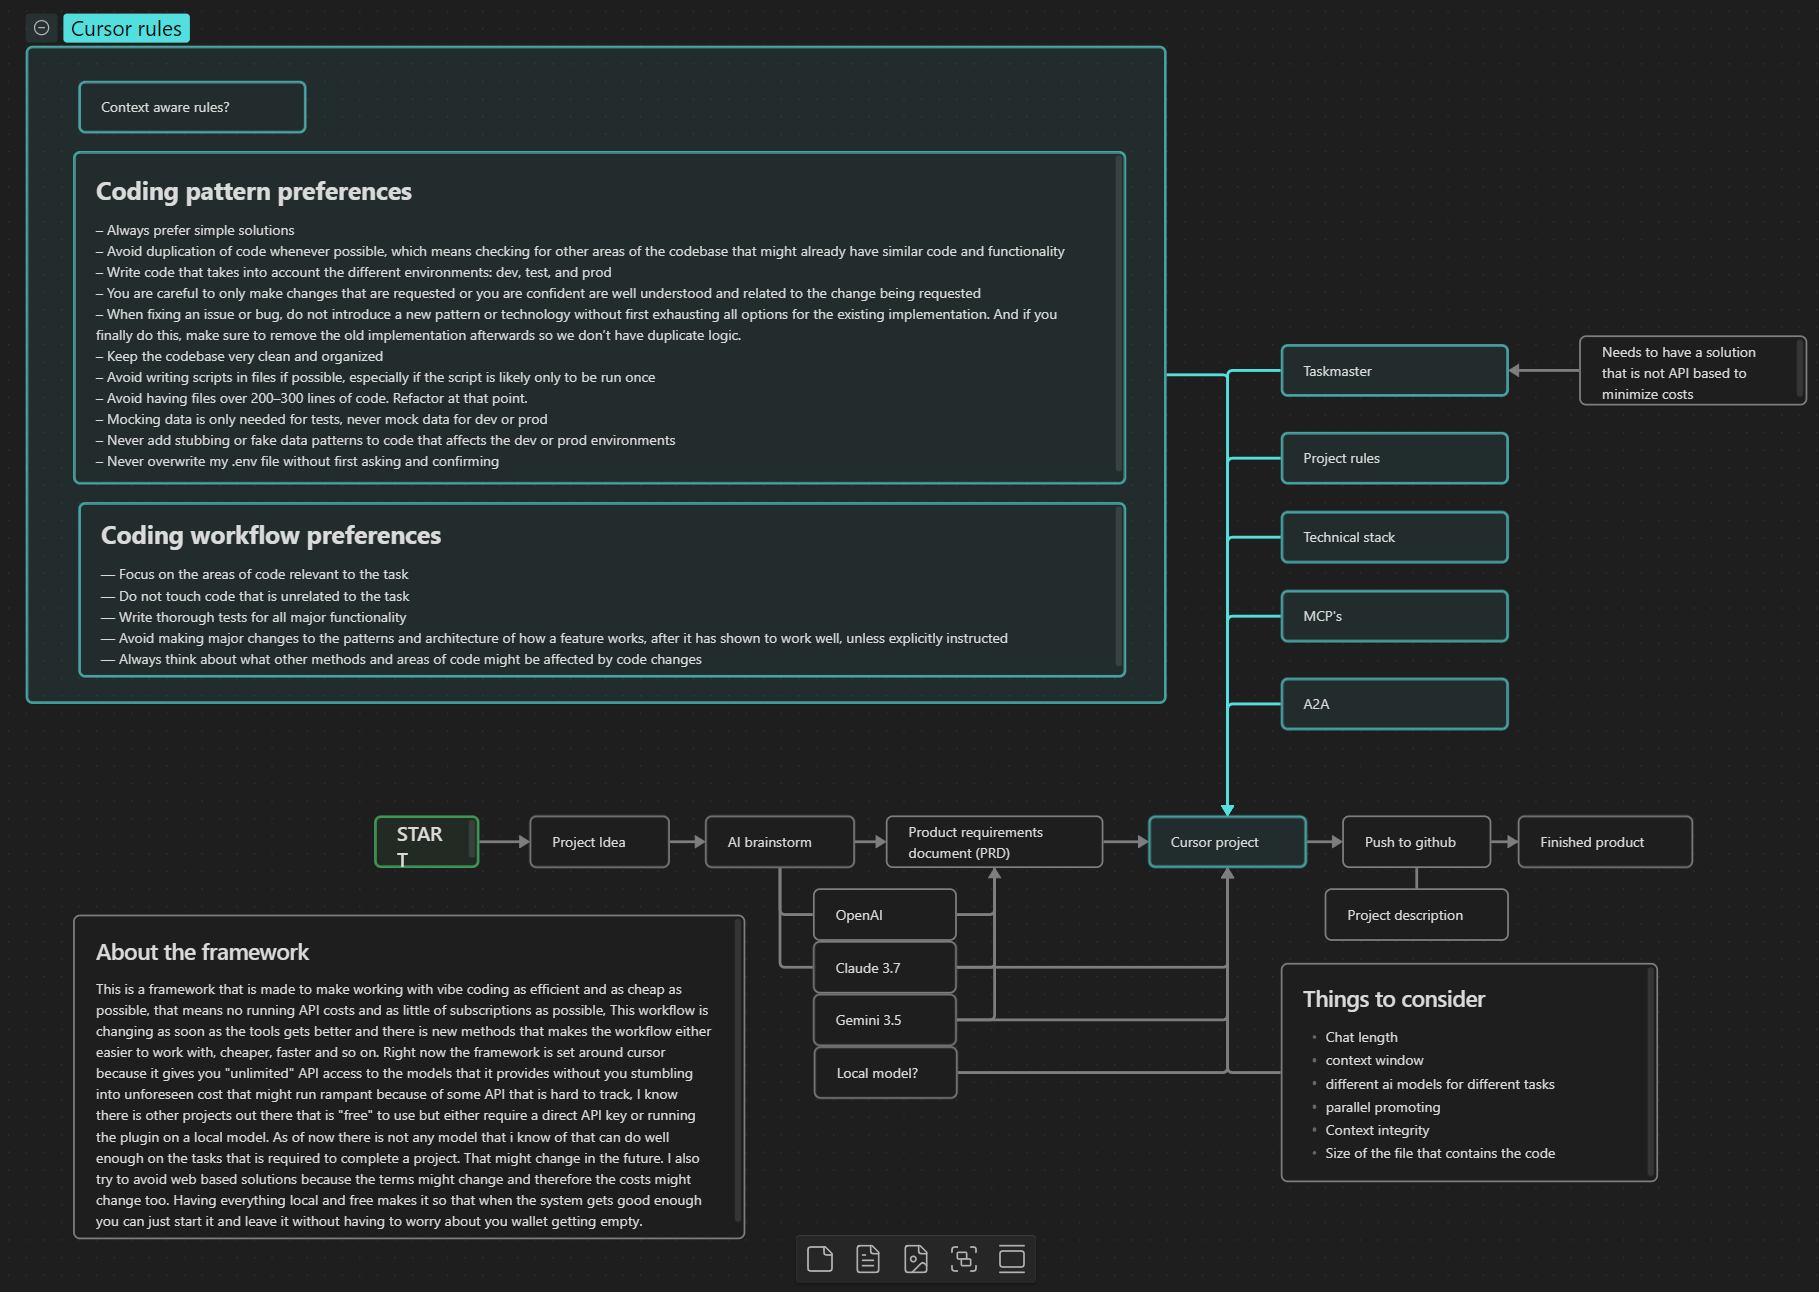 Cursor rules
Context aware rules?
Coding pattern preferences
– Always prefer simple solutions
– Avoid duplication of code whenever possible, which means checking for other areas of the codebase that might already have similar code and functionality
– Write code that takes into account the different environments: dev, test, and prod
– You are careful to only make changes that are requested or you are confident are well understood and related to the change being requested
– When fixing an issue or bug, do not introduce a new pattern or technology without first exhausting all options for the existing implementation. And if you
finally do this, make sure to remove the old implementation afterwards so we don’t have duplicate logic.
– Keep the codebase very clean and organized
– Avoid writing scripts in files if possible, especially if the script is likely only to be run once
– Avoid having files over 200–300 lines of code. Refactor at that point.
– Mocking data is only needed for tests, never mock data for dev or prod
– Never add stubbing or fake data patterns to code that affects the dev or prod environments
– Never overwrite my .env file without first asking and confirming
Coding workflow preferences
— Focus on the areas of code relevant to the task
— Do not touch code that is unrelated to the task
— Write thorough tests for all major functionality
— Avoid making major changes to the patterns and architecture of how a feature works, after it has shown to work well, unless explicitly instructed
— Always think about what other methods and areas of code might be affected by code changes
Taskmaster
Needs to have a solution
that is not API based to
minimize costs
Project rules
Technical stack
MCP's
A2A
STAR
T
Project Idea
AI brainstorm
Product requirements
document (PRD)
Cursor project
Push to github
Finished product
OpenAI
Claude 3.7
Gemini 3.5
Local model?
Project description
About the framework
This is a framework that is made to make working with vibe coding as efficient and as cheap as
possible, that means no running API costs and as little of subscriptions as possible, This workflow is
changing as soon as the tools gets better and there is new methods that makes the workflow either
easier to work with, cheaper, faster and so on. Right now the framework is set around cursor
because it gives you "unlimited" API access to the models that it provides without you stumbling
into unforeseen cost that might run rampant because of some API that is hard to track, I know
there is other projects out there that is "free" to use but either require a direct API key or running
the plugin on a local model. As of now there is not any model that i know of that can do well
enough on the tasks that is required to complete a project. That might change in the future. I also
try to avoid web based solutions because the terms might change and therefore the costs might
change too. Having everything local and free makes it so that when the system gets good enough
you can just start it and leave it without having to worry about you wallet getting empty.
Things to consider
• Chat length
• context window
• different ai models for different tasks
• parallel promoting
• Context integrity
• Size of the file that contains the code